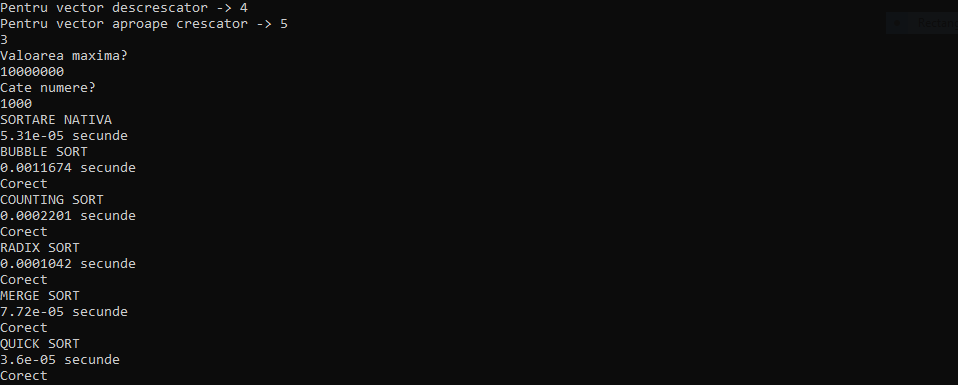 Pentru vector descrescator -> 4
Pentru vector aproape crescator -> 5
3
Valoarea maxima?
10000000
Cate numere?
1000
SORTARE NATIVA
5.31e-05 secunde
BUBBLE SORT
0.0011674 secunde
Corect
COUNTING SORT
0.0002201 secunde
Corect
RADIX SORT
0.0001042 secunde
Corect
MERGE SORT
7.72e-05 secunde
Corect
QUICK SORT
3.6e-05 secunde
Corect